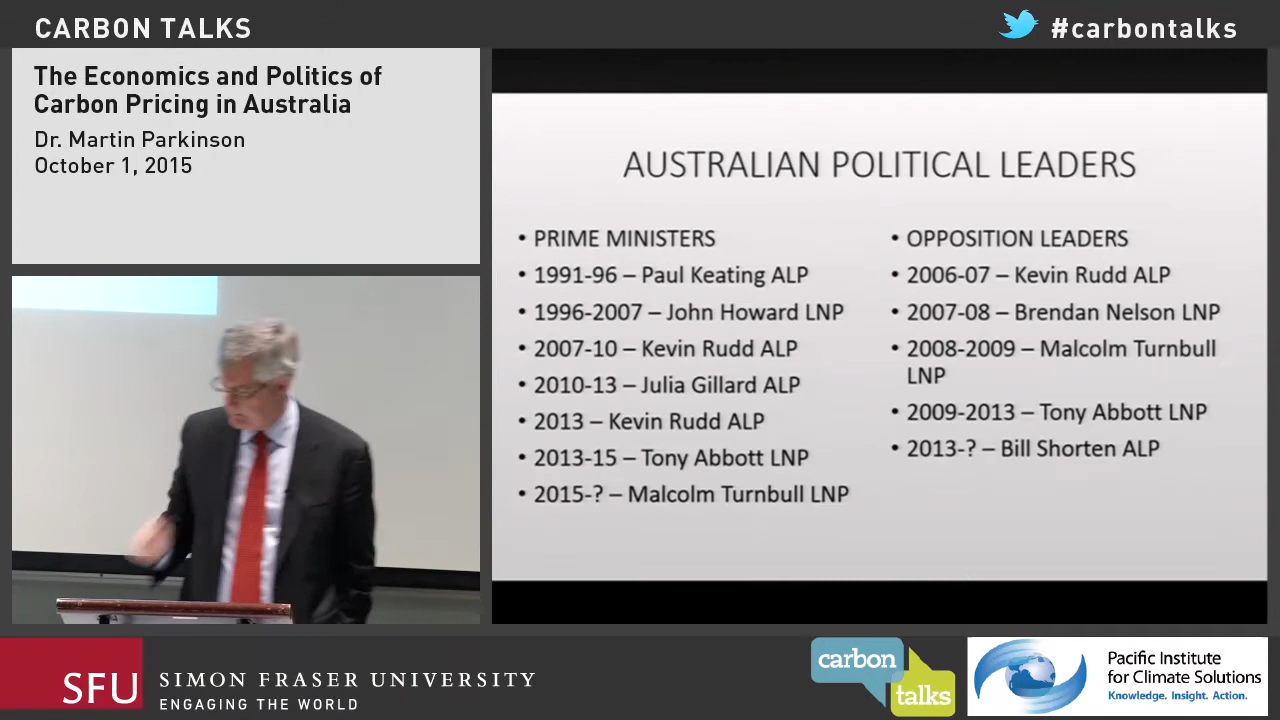 CARBON TALKS
#carbontalks
The Economics and Politics of
Carbon Pricing in Australia
Dr. Martin Parkinson
October 1, 2015
AUSTRALIAN POLITICAL LEADERS
• PRIME MINISTERS
• 1991-96 – Paul Keating ALP
• 1996-2007 – John Howard LNP
• 2007-10 – Kevin Rudd ALP
• 2010-13 – Julia Gillard ALP
• 2013 – Kevin Rudd ALP
• 2013-15 – Tony Abbott LNP
• 2015-? – Malcolm Turnbull LNP
• OPPOSITION LEADERS
• 2006-07 – Kevin Rudd ALP
• 2007-08 – Brendan Nelson LNP
• 2008-2009 – Malcolm Turnbull
LNP
• 2009-2013 – Tony Abbott LNP
• 2013-? – Bill Shorten ALP
SFU
SIMON FRASER UNIVERSITY
ENGAGING THE WORLD
carbon
talks
Pacific Institute
for Climate Solutions
Knowledge. Insight. Action.